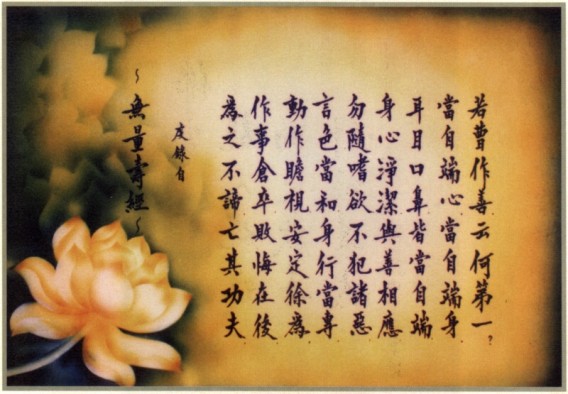 若曹作善云何第一?
當自端心當自端身
耳目口鼻皆當自端
身心淨潔與善相應
勿隨嗜欲不犯諸惡
言色當和身行當專
動作瞻視安定徐為
作事倉卒敗悔在後
為之不諦亡其功夫
錄自
~無量壽經~